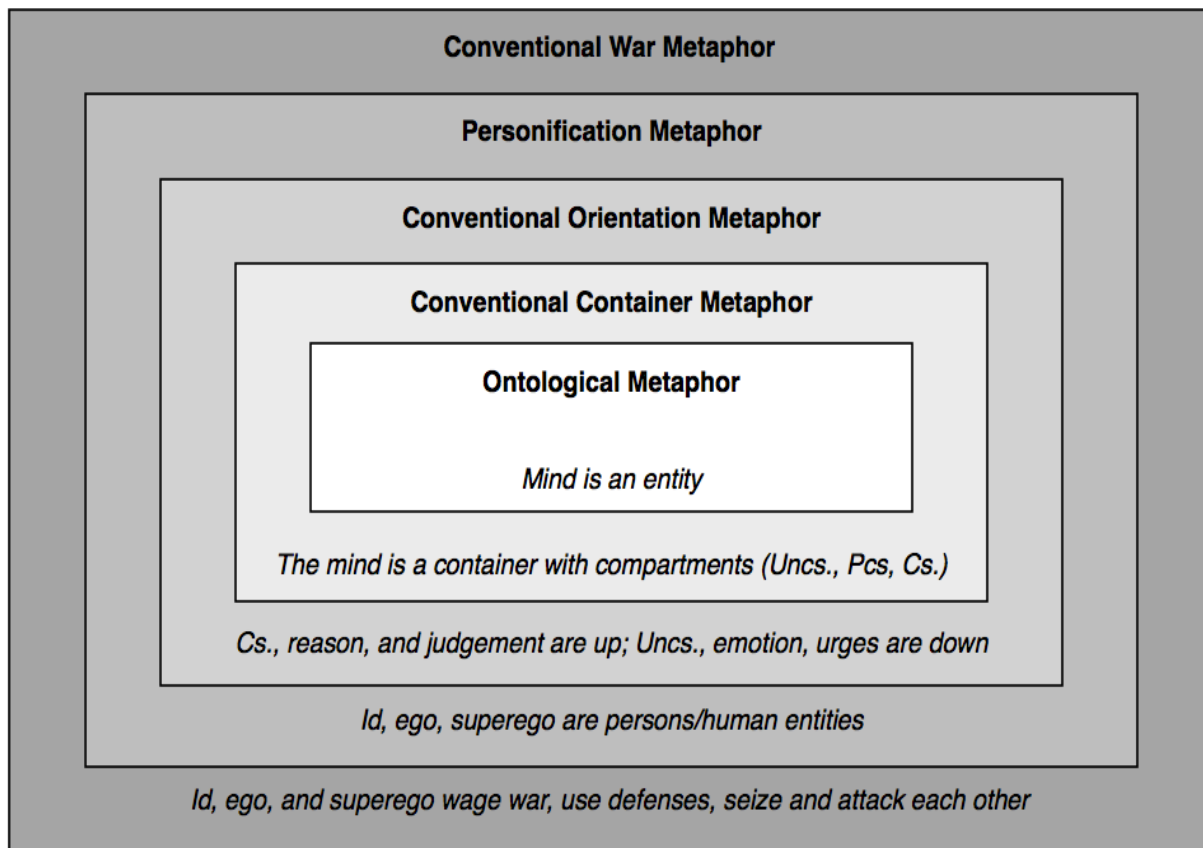 Conventional War Metaphor
Personification Metaphor
Conventional Orientation Metaphor
Conventional Container Metaphor
Ontological Metaphor
Mind is an entity
The mind is a container with compartments (Uncs., Pcs, Cs.)
Cs., reason, and judgement are up; Uncs., emotion, urges are down
Id, ego, superego are persons/human entities
Id, ego, and superego wage war, use defenses, seize and attack each other